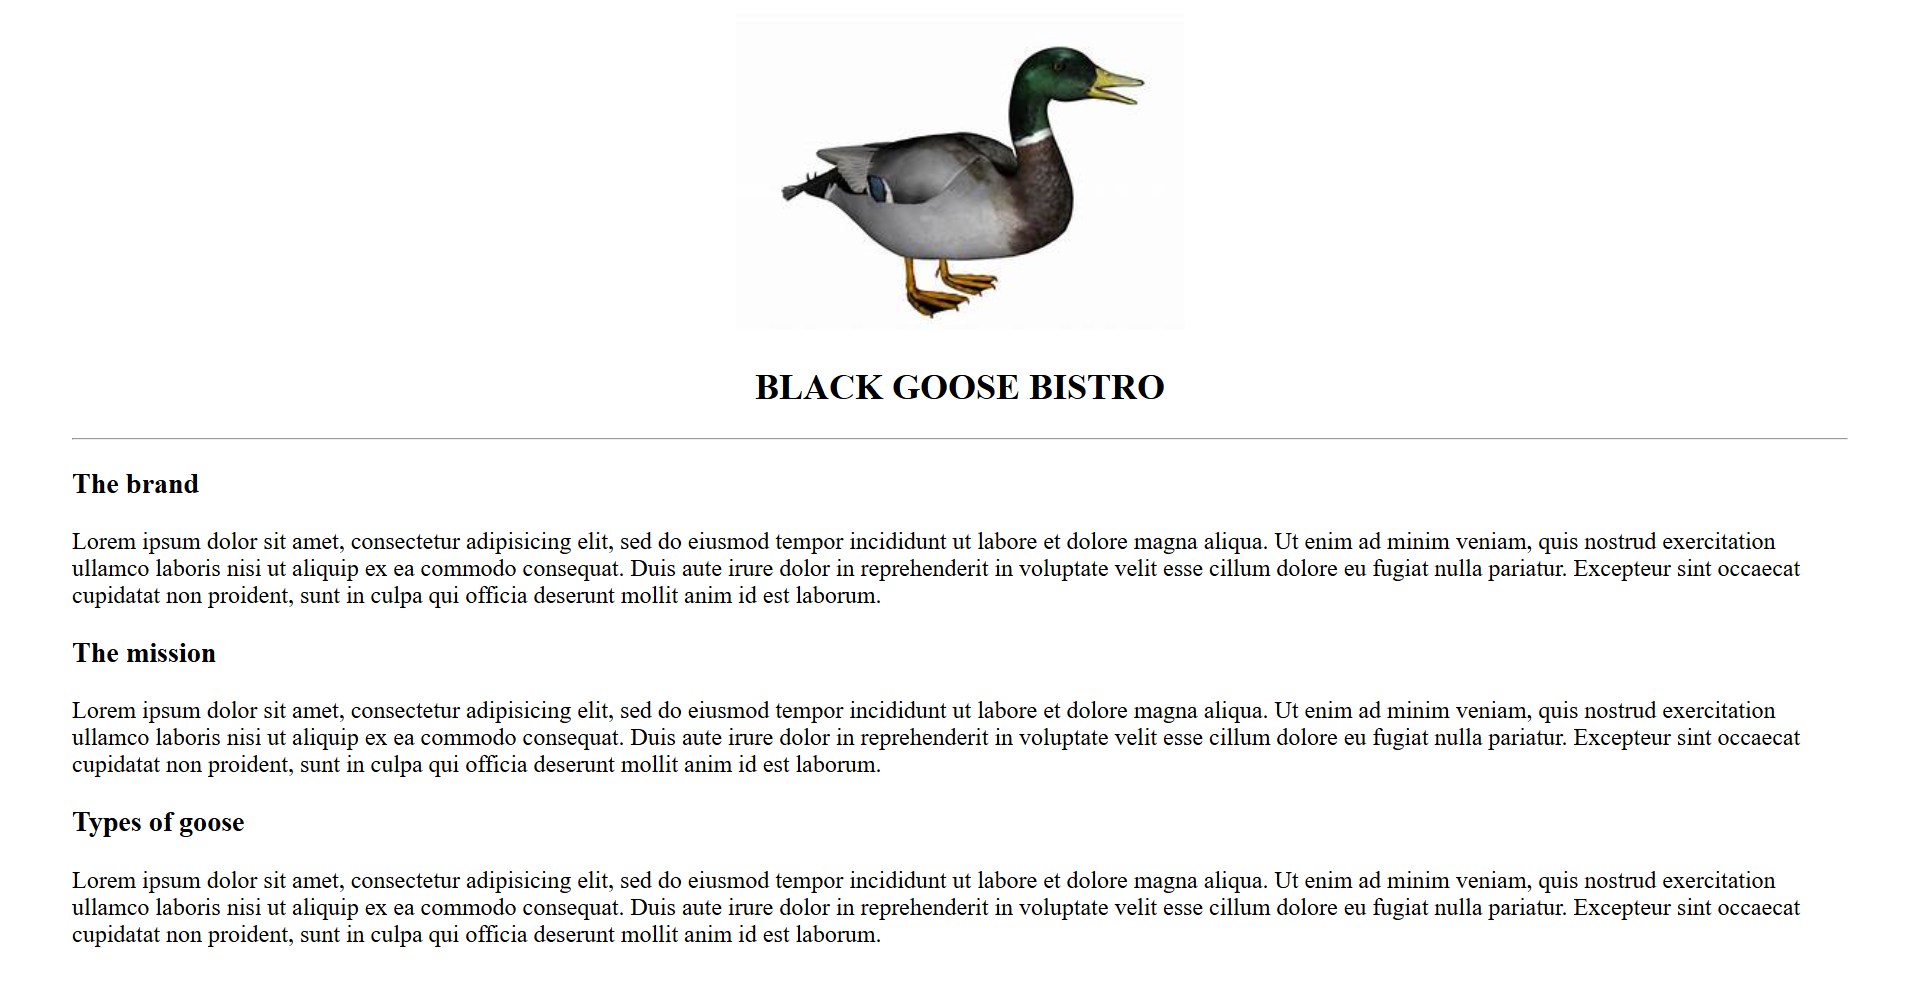 BLACK GOOSE BISTRO
The brand
Lorem ipsum dolor sit amet, consectetur adipisicing elit, sed do eiusmod tempor incididunt ut labore et dolore magna aliqua. Ut enim ad minim veniam, quis nostrud exercitation
ullamco laboris nisi ut aliquip ex ea commodo consequat. Duis aute irure dolor in reprehenderit in voluptate velit esse cillum dolore eu fugiat nulla pariatur. Excepteur sint occaecat
cupidatat non proident, sunt in culpa qui officia deserunt mollit anim id est laborum.
The mission
Lorem ipsum dolor sit amet, consectetur adipisicing elit, sed do eiusmod tempor incididunt ut labore et dolore magna aliqua. Ut enim ad minim veniam, quis nostrud exercitation
ullamco laboris nisi ut aliquip ex ea commodo consequat. Duis aute irure dolor in reprehenderit in voluptate velit esse cillum dolore eu fugiat nulla pariatur. Excepteur sint occaecat
cupidatat non proident, sunt in culpa qui officia deserunt mollit anim id est laborum.
Types of goose
Lorem ipsum dolor sit amet, consectetur adipisicing elit, sed do eiusmod tempor incididunt ut labore et dolore magna aliqua. Ut enim ad minim veniam, quis nostrud exercitation
ullamco laboris nisi ut aliquip ex ea commodo consequat. Duis aute irure dolor in reprehenderit in voluptate velit esse cillum dolore eu fugiat nulla pariatur. Excepteur sint occaecat
cupidatat non proident, sunt in culpa qui officia deserunt mollit anim id est laborum.